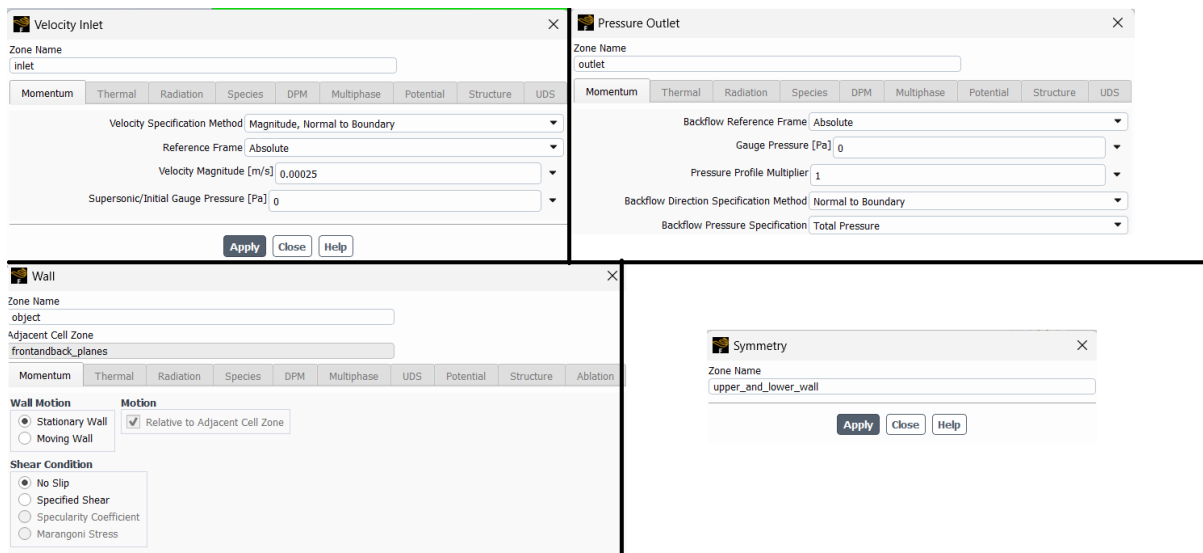 Velocity Inlet
Zone Name
inlet
Momentum Thermal Radiation Species DPM Multiphase Potential Structure UDS
Velocity Specification Method Magnitude, Normal to Boundary
Reference Frame Absolute
Velocity Magnitude [m/s] 0.00025
Supersonic/Initial Gauge Pressure [Pa] 0
Apply Close Help
Pressure Outlet
Zone Name
outlet
Momentum Thermal Radiation Species DPM Multiphase Potential Structure UDS
Backflow Reference Frame Absolute
Gauge Pressure [Pa] 0
Pressure Profile Multiplier 1
Backflow Direction Specification Method Normal to Boundary
Backflow Pressure Specification Total Pressure
Wall
Zone Name
object
Adjacent Cell Zone
frontandback_planes
Momentum Thermal Radiation Species DPM Multiphase UDS Potential Structure Ablation
Wall Motion Motion
Stationary Wall Relative to Adjacent Cell Zone
Moving Wall
Shear Condition
No Slip
Specified Shear
Specularity Coefficient
Marangoni Stress
Symmetry
Zone Name
upper_and_lower_wall
Apply Close Help